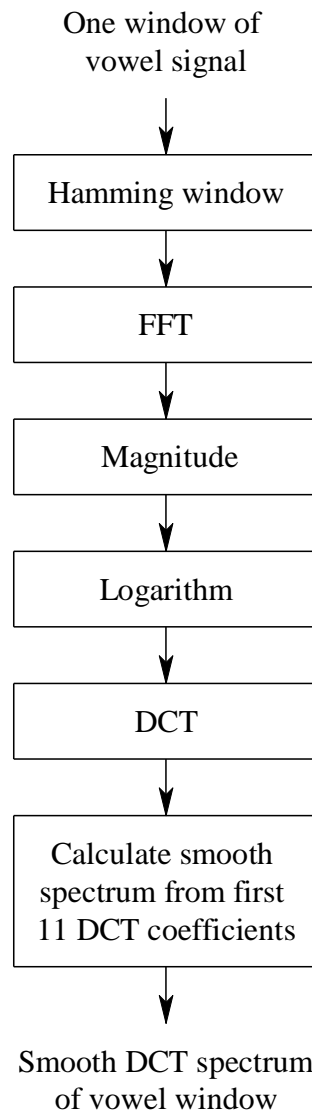 One window of
vowel signal
Hamming window
FFT
Magnitude
Logarithm
DCT
Calculate smooth
spectrum from first
11 DCT coefficients
Smooth DCT spectrum
of vowel window